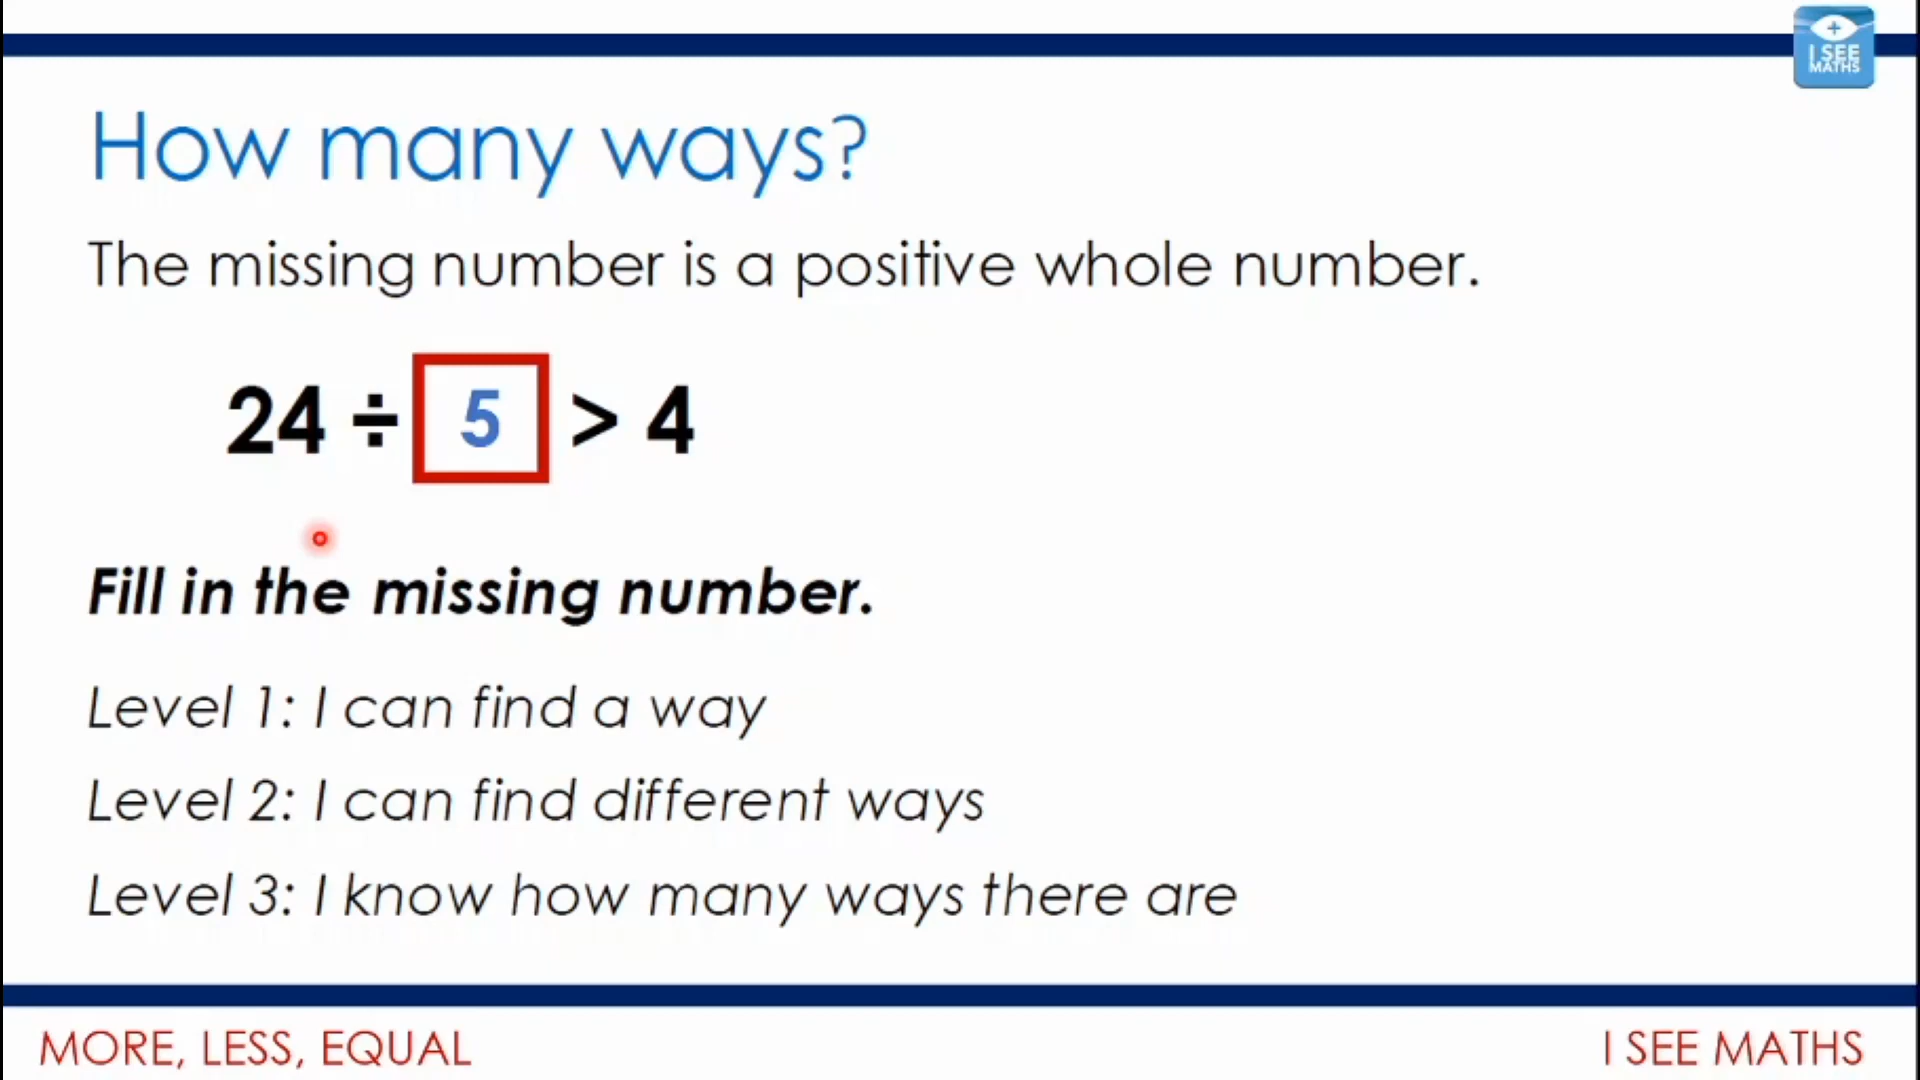 +
I SEE
MATHS
How many ways?
The missing number is a positive whole number.
24 ÷ 5 > 4
Fill in the missing number.
Level 1: I can find a way
Level 2: I can find different ways
Level 3: I know how many ways there are
MORE, LESS, EQUAL
I SEE MATHS